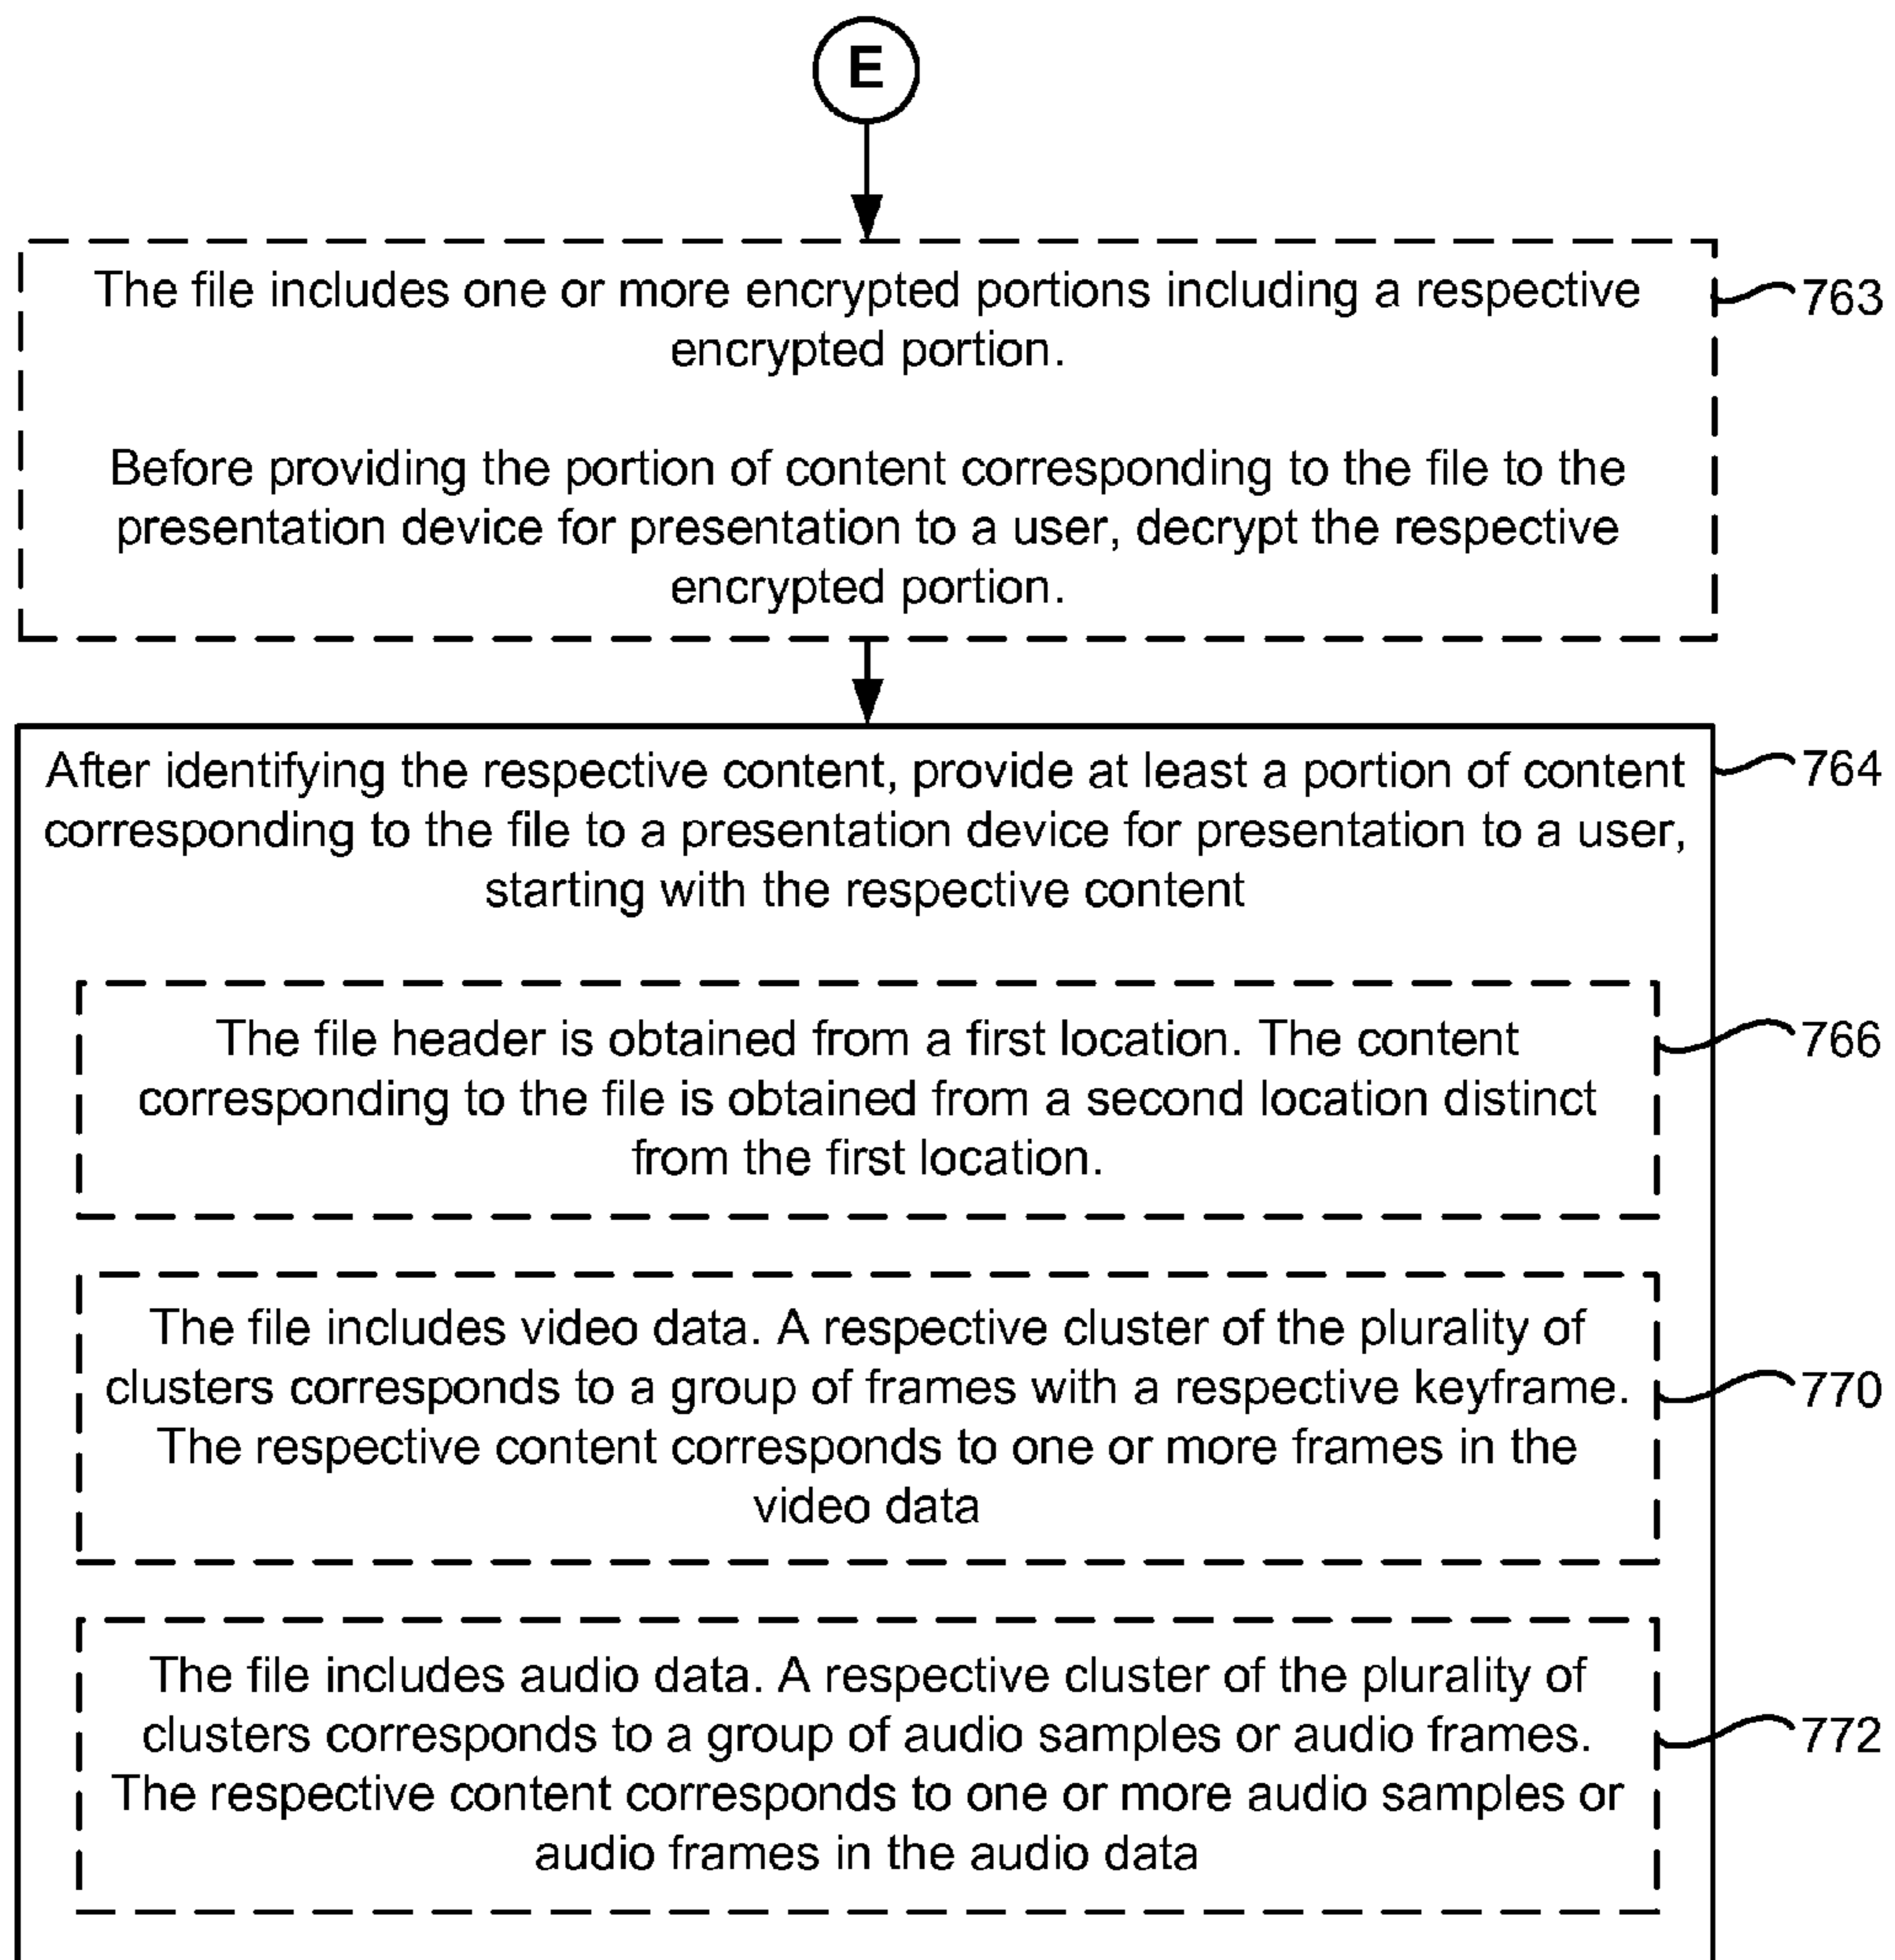 E
The file includes one or more encrypted portions including a respective
encrypted portion.
763
Before providing the portion of content corresponding to the file to the
presentation device for presentation to a user, decrypt the respective
encrypted portion.
After identifying the respective content, provide at least a portion of content
corresponding to the file to a presentation device for presentation to a user,
starting with the respective content
764
The file header is obtained from a first location. The content
corresponding to the file is obtained from a second location distinct
from the first location.
766
The file includes video data. A respective cluster of the plurality of
clusters corresponds to a group of frames with a respective keyframe.
The respective content corresponds to one or more frames in the
video data
770
The file includes audio data. A respective cluster of the plurality of
clusters corresponds to a group of audio samples or audio frames.
The respective content corresponds to one or more audio samples or
audio frames in the audio data
772